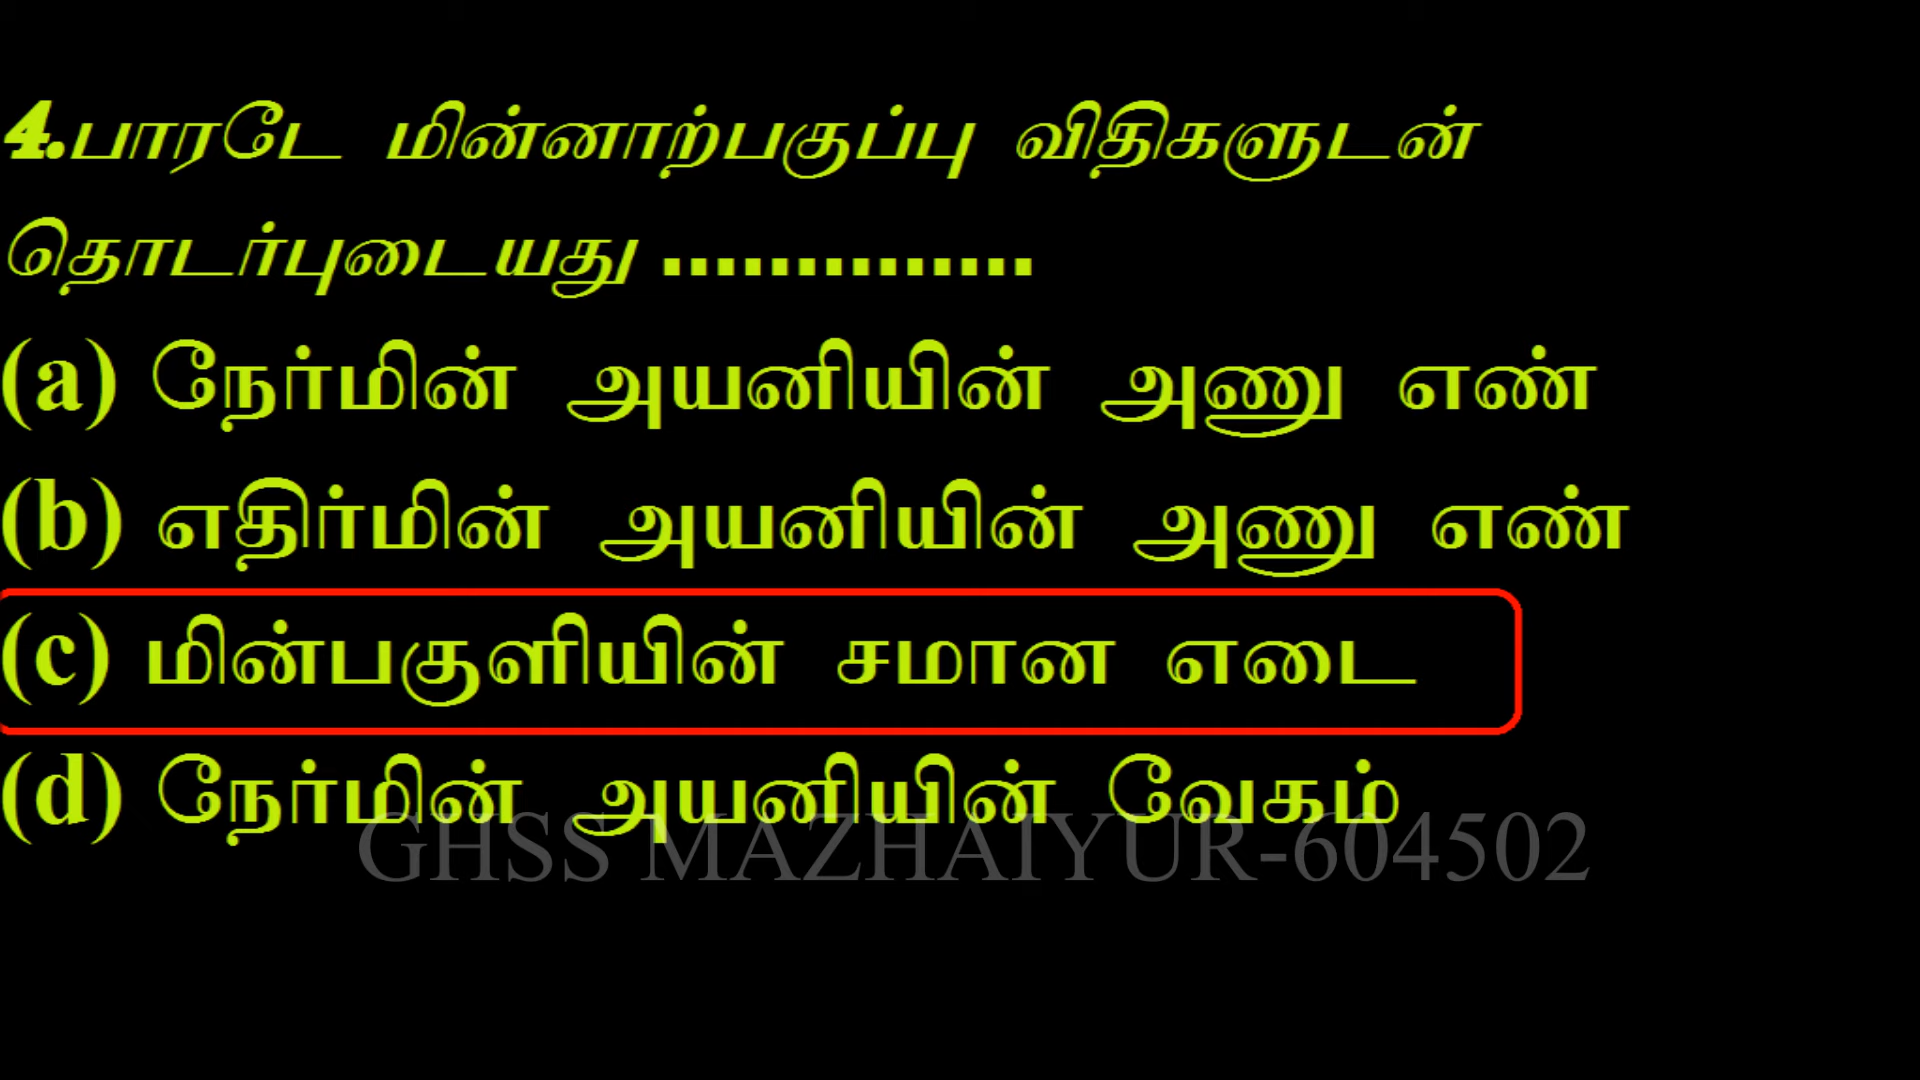 4.பாரடே மின்னாற்பகுப்பு விதிகளுடன்
தொடர்புடையது ..............
(a) நேர்மின் அயனியின் அணு எண்
(b) எதிர்மின் அயனியின் அணு எண்
(c) மின்பகுளியின் சமான எடை
(d) நேர்மின் அயனியின் வேகம்
GHSS MAZHAIYUR-604502